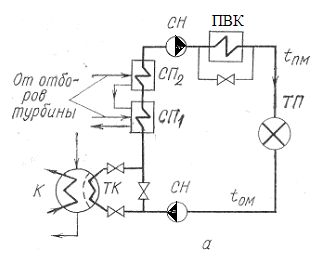 СН
ПВК
От отбо-
ров
турбины
СП₂
tпм
СП₁
ТП
К
ТК
СН
tом
а